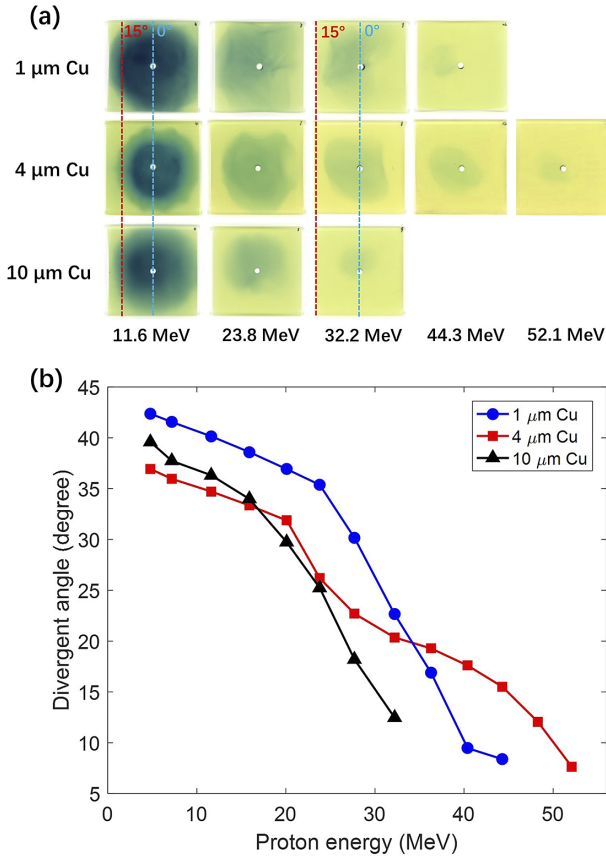 (a)
15° 0° 15° 0°
1 μm Cu
4 μm Cu
10 μm Cu
11.6 MeV 23.8 MeV 32.2 MeV 44.3 MeV 52.1 MeV
(b)
45
40
35
30
25
20
15
10
5
Divergent angle (degree)
1 μm Cu
4 μm Cu
10 μm Cu
0 10 20 30 40 50
Proton energy (MeV)